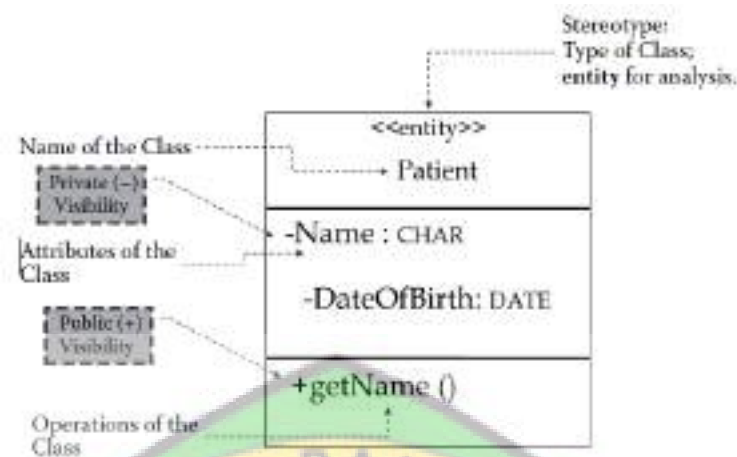 Stereotype:
Type of Class;
entity for analysis.
<<entity>>
Name of the Class
Patient
Private (–)
Visibility
-Name : CHAR
Attributes of the
Class
-DateOfBirth: DATE
Public (+)
Visibility
+getName ()
Operations of the
Class